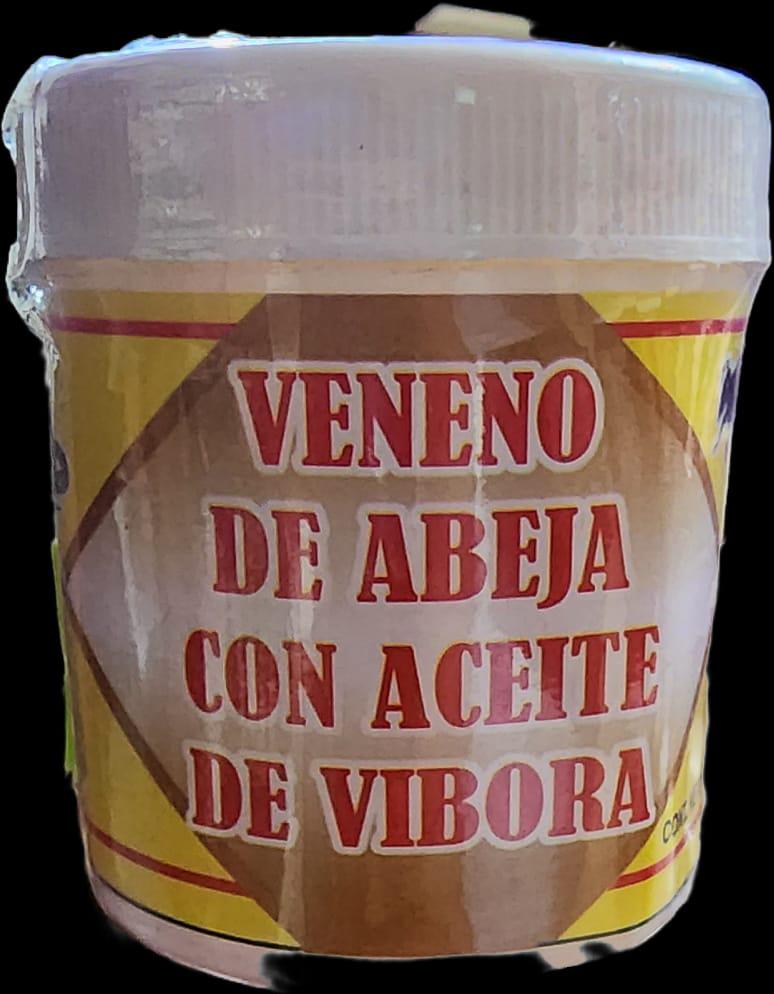 VENENO
DE ABEJA
CON ACEITE
DE VIBORA